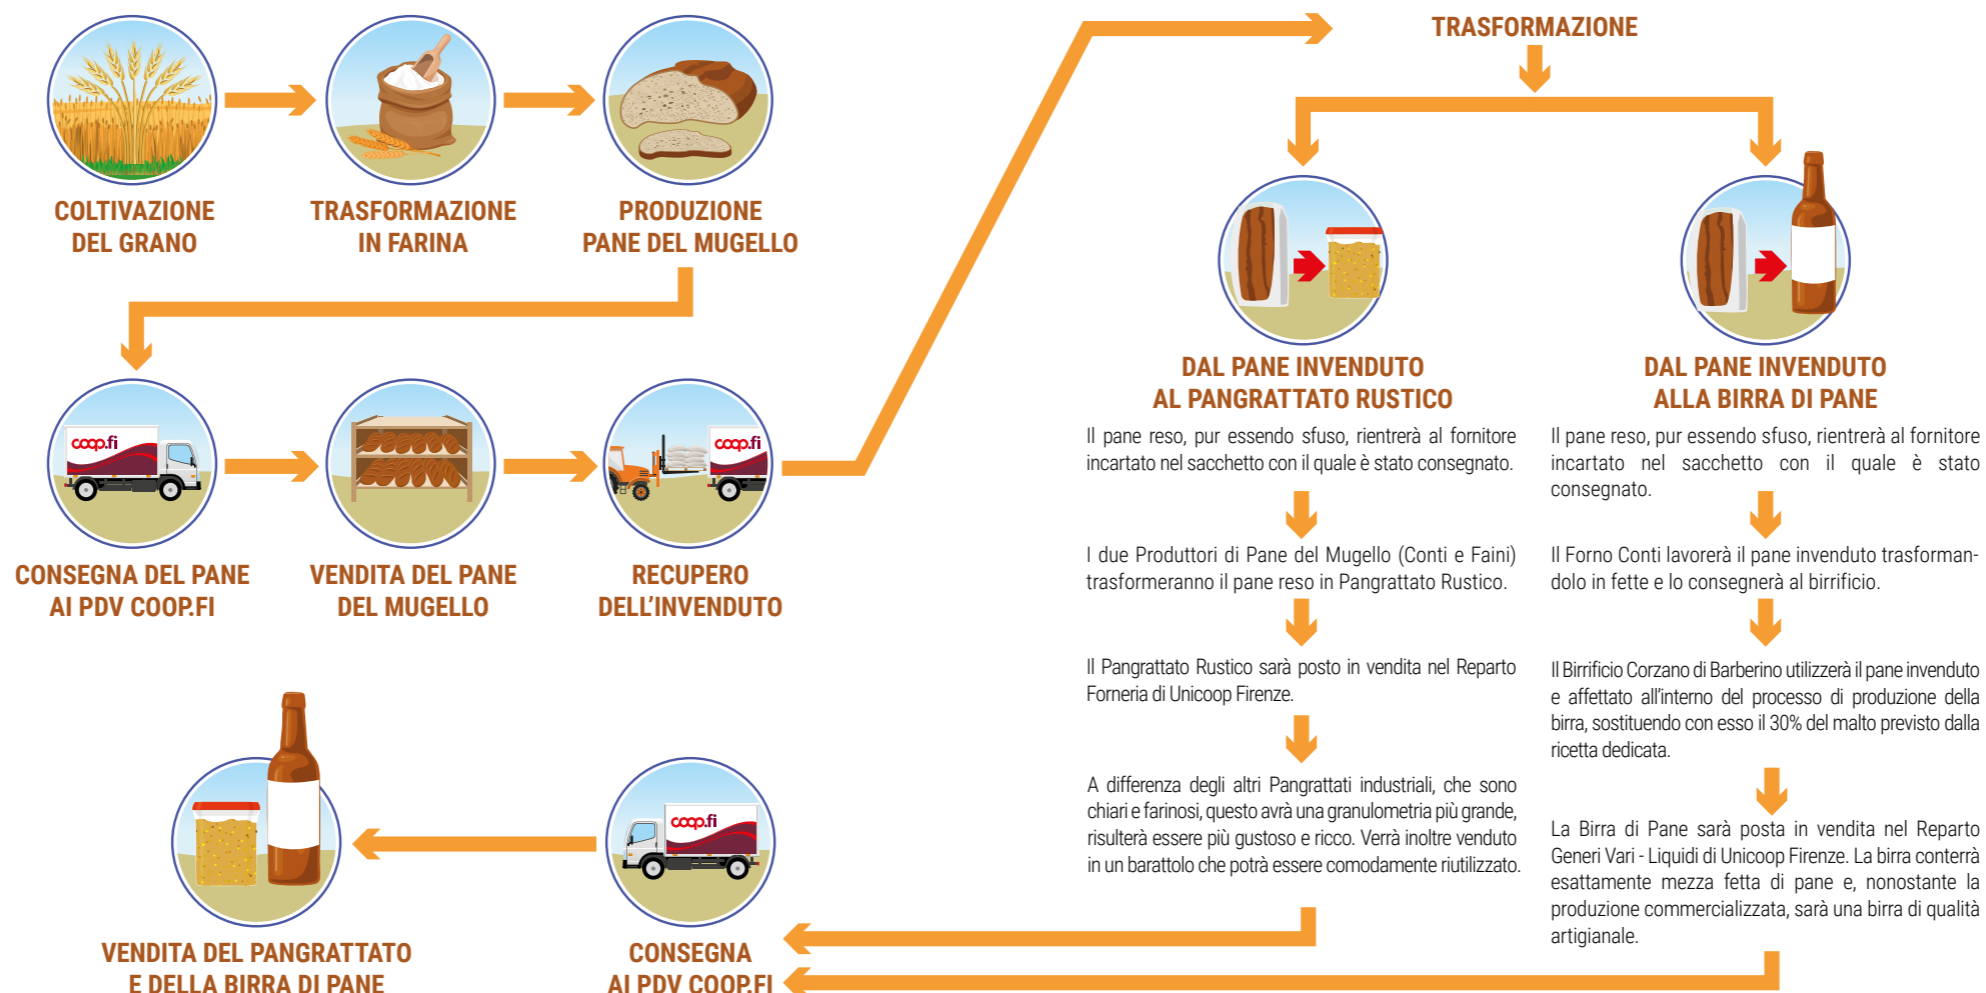 COLTIVAZIONE
DEL GRANO
TRASFORMAZIONE
IN FARINA
PRODUZIONE
PANE DEL MUGELLO
coop.fi
CONSEGNA DEL PANE
AI PDV COOP.FI
VENDITA DEL PANE
DEL MUGELLO
coop.fi
RECUPERO
DELL'INVENDUTO
TRASFORMAZIONE
DAL PANE INVENDUTO
AL PANGRATTATO RUSTICO
Il pane reso, pur essendo sfuso, rientrerà al fornitore
incartato nel sacchetto con il quale è stato consegnato.
I due Produttori di Pane del Mugello (Conti e Faini)
trasformeranno il pane reso in Pangrattato Rustico.
Il Pangrattato Rustico sarà posto in vendita nel Reparto
Forneria di Unicoop Firenze.
A differenza degli altri Pangrattati industriali, che sono
chiari e farinosi, questo avrà una granulometria più grande,
risulterà essere più gustoso e ricco. Verrà inoltre venduto
in un barattolo che potrà essere comodamente riutilizzato.
DAL PANE INVENDUTO
ALLA BIRRA DI PANE
Il pane reso, pur essendo sfuso, rientrerà al fornitore
incartato nel sacchetto con il quale è stato
consegnato.
Il Forno Conti lavorerà il pane invenduto trasforman-
dolo in fette e lo consegnerà al birrificio.
Il Birrificio Corzano di Barberino utilizzerà il pane invenduto
e affettato all'interno del processo di produzione della
birra, sostituendo con esso il 30% del malto previsto dalla
ricetta dedicata.
La Birra di Pane sarà posta in vendita nel Reparto
Generi Vari - Liquidi di Unicoop Firenze. La birra conterrà
esattamente mezza fetta di pane e, nonostante la
produzione commercializzata, sarà una birra di qualità
artigianale.
coop.fi
CONSEGNA
AI PDV COOP.FI
VENDITA DEL PANGRATTATO
E DELLA BIRRA DI PANE